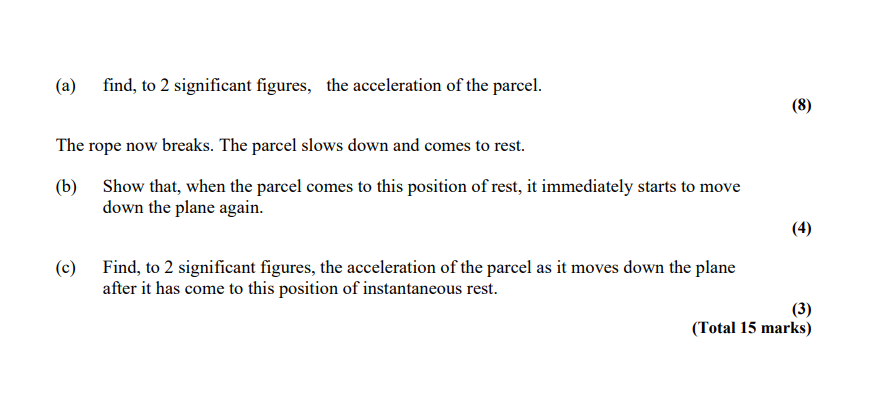 (a) find, to 2 significant figures, the acceleration of the parcel.
(8)
The rope now breaks. The parcel slows down and comes to rest.
(b) Show that, when the parcel comes to this position of rest, it immediately starts to move
down the plane again.
(4)
(c) Find, to 2 significant figures, the acceleration of the parcel as it moves down the plane
after it has come to this position of instantaneous rest.
(3)
(Total 15 marks)